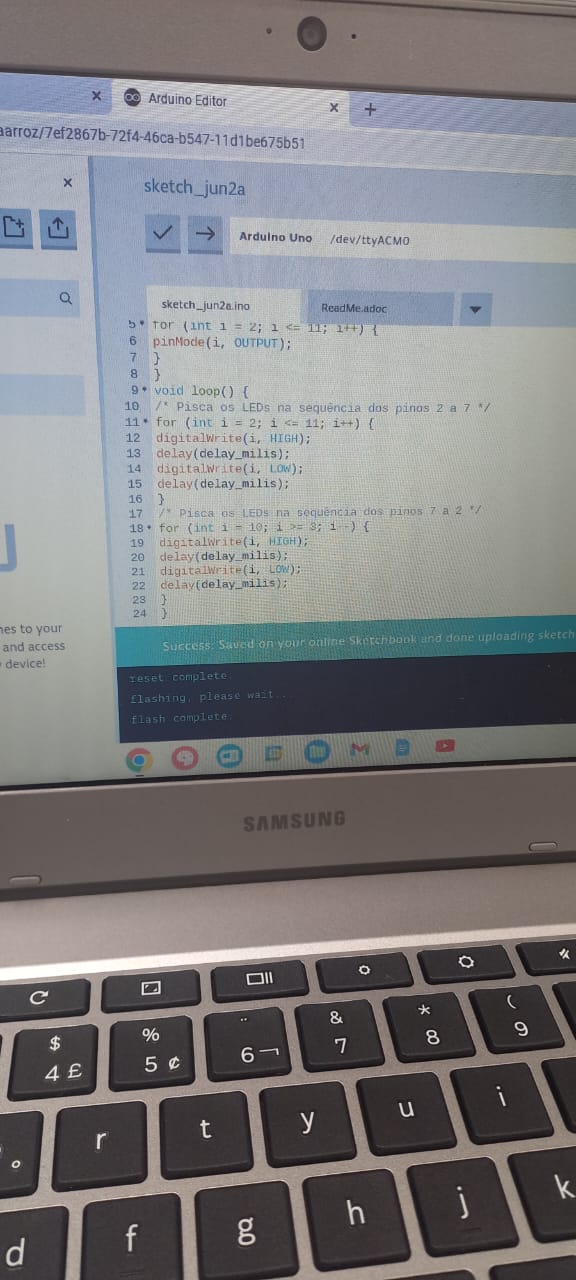 Arduino Editor
aarroz/7ef2867b-72f4-46ca-b547-11d1be675b51
sketch_jun2a
Arduino Uno /dev/ttyACM0
sketch_jun2a.ino ReadMe.adoc
5 for (int i = 2; i <= 11; i++) {
6 pinMode(i, OUTPUT);
7 }
8 }
9 void loop() {
10 /* Pisca os LEDs na sequência dos pinos 2 a 7 */
11 for (int i = 2; i <= 11; i++) {
12 digitalWrite(i, HIGH);
13 delay(delay_milis);
14 digitalWrite(i, LOW);
15 delay(delay_milis);
16 }
17 /* Pisca os LEDs na sequência dos pinos 7 a 2 */
18 for (int i = 10; i >= 3; i--) {
19 digitalWrite(i, HIGH);
20 delay(delay_milis);
21 digitalWrite(i, LOW);
22 delay(delay_milis);
23 }
24 }
hes to your
and access
device!
Success: Saved on your online Sketchbook and done uploading sketch
reset complete.
flashing, please wait...
flash complete.
SAMSUNG
$ % ¨ & * (
4 £ 5 ¢ 6 ¬ 7 8 9
° r t y u i
d f g h j k